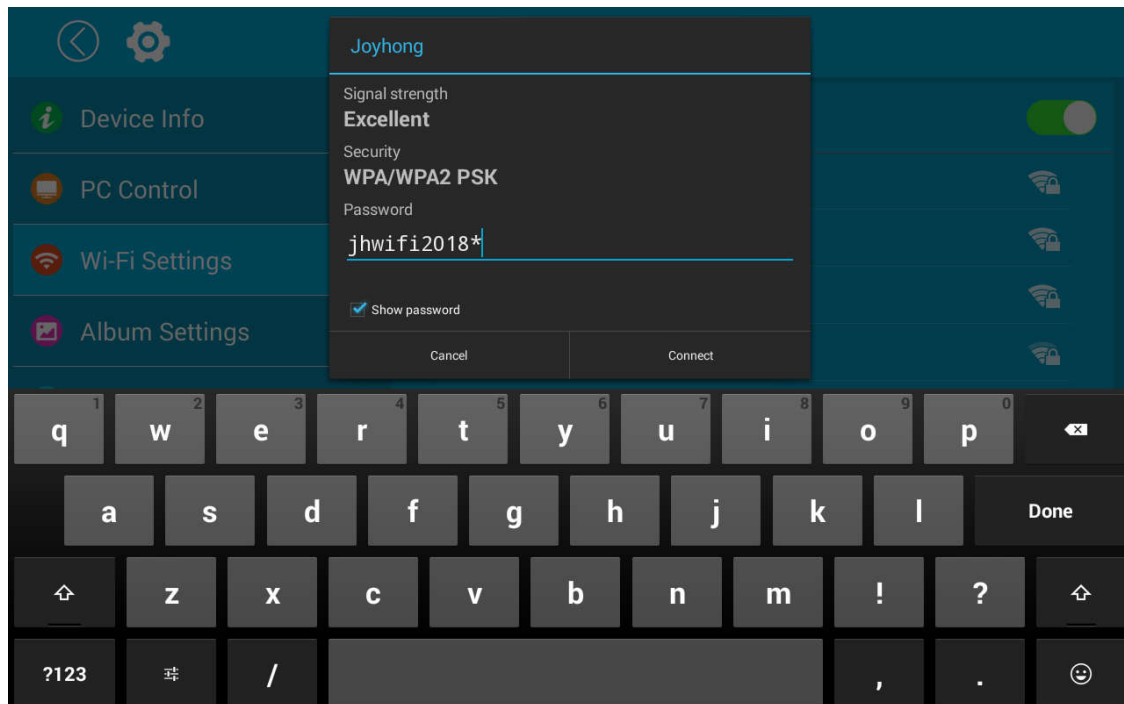 Joyhong
Signal strength
Excellent
Security
WPA/WPA2 PSK
Password
jhwifi2018*
Show password
Cancel
Connect
Device Info
PC Control
Wi-Fi Settings
Album Settings
1 2 3 4 5 6 7 8 9 0
q w e r t y u i o p
a s d f g h j k l Done
z x c v b n m ! ?
?123 / , .